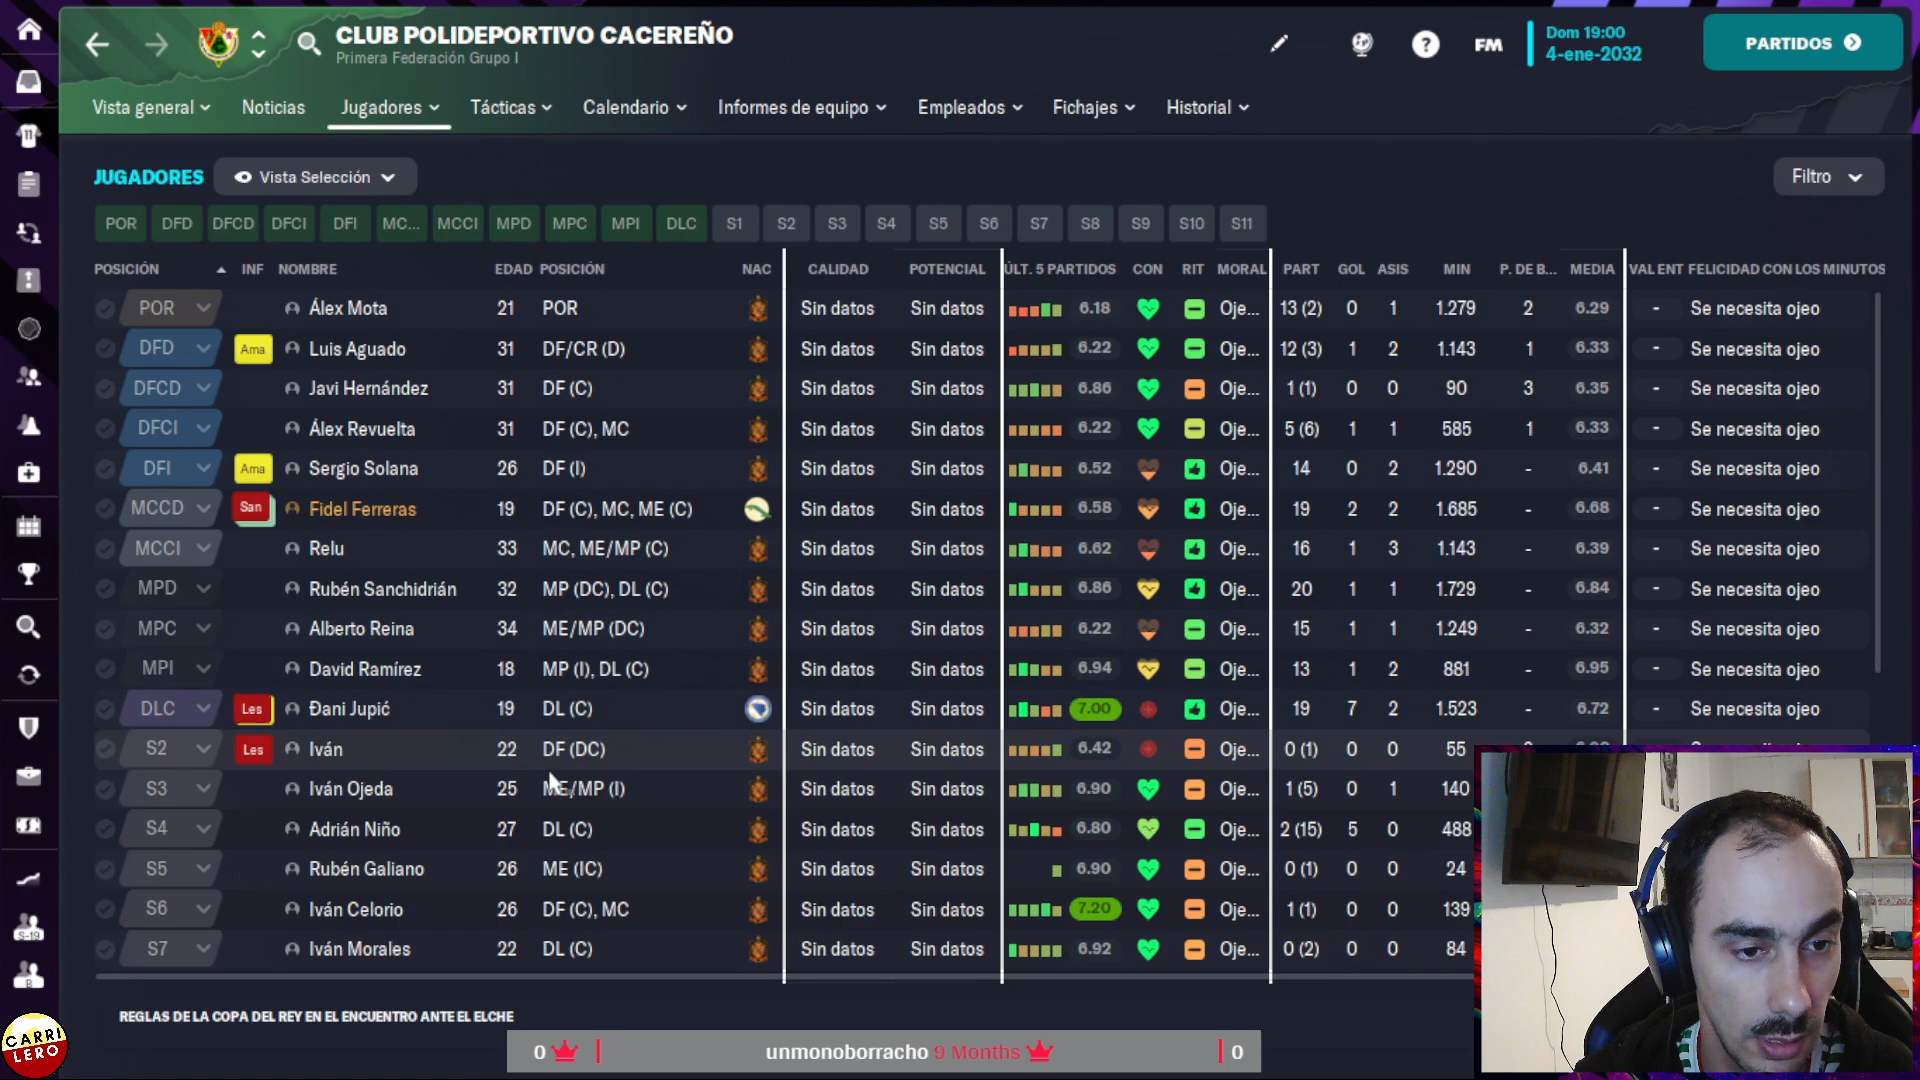 CLUB POLIDEPORTIVO CACEREÑO
Primera Federación Grupo I
FM
Dom 19:00
4-ene-2032
PARTIDOS
Vista general
Noticias
Jugadores
Tácticas
Calendario
Informes de equipo
Empleados
Fichajes
Historial
JUGADORES
Vista Selección
Filtro
POR DFD DFCD DFCI DFI MC... MCCI MPD MPC MPI DLC S1 S2 S3 S4 S5 S6 S7 S8 S9 S10 S11
POSICIÓN INF NOMBRE EDAD POSICIÓN NAC CALIDAD POTENCIAL ÚLT. 5 PARTIDOS CON RIT MORAL PART GOL ASIS MIN P. DE B... MEDIA VAL ENT FELICIDAD CON LOS MINUTOS
POR Álex Mota 21 POR Sin datos Sin datos 6.18 Oje... 13 (2) 0 1 1.279 2 6.29 - Se necesita ojeo
DFD Ama Luis Aguado 31 DF/CR (D) Sin datos Sin datos 6.22 Oje... 12 (3) 1 2 1.143 1 6.33 - Se necesita ojeo
DFCD Javi Hernández 31 DF (C) Sin datos Sin datos 6.86 Oje... 1 (1) 0 0 90 3 6.35 - Se necesita ojeo
DFCI Álex Revuelta 31 DF (C), MC Sin datos Sin datos 6.22 Oje... 5 (6) 1 1 585 1 6.33 - Se necesita ojeo
DFI Ama Sergio Solana 26 DF (I) Sin datos Sin datos 6.52 Oje... 14 0 2 1.290 - 6.41 - Se necesita ojeo
MCCD San Fidel Ferreras 19 DF (C), MC, ME (C) Sin datos Sin datos 6.58 Oje... 19 2 2 1.685 - 6.68 - Se necesita ojeo
MCCI Relu 33 MC, ME/MP (C) Sin datos Sin datos 6.62 Oje... 16 1 3 1.143 - 6.39 - Se necesita ojeo
MPD Rubén Sanchidrián 32 MP (DC), DL (C) Sin datos Sin datos 6.86 Oje... 20 1 1 1.729 - 6.84 - Se necesita ojeo
MPC Alberto Reina 34 ME/MP (DC) Sin datos Sin datos 6.22 Oje... 15 1 1 1.249 - 6.32 - Se necesita ojeo
MPI David Ramírez 18 MP (I), DL (C) Sin datos Sin datos 6.94 Oje... 13 1 2 881 - 6.95 - Se necesita ojeo
DLC Les Đani Jupić 19 DL (C) Sin datos Sin datos 7.00 Oje... 19 7 2 1.523 - 6.72 - Se necesita ojeo
S2 Les Iván 22 DF (DC) Sin datos Sin datos 6.42 Oje... 0 (1) 0 0 55
S3 Iván Ojeda 25 ME/MP (I) Sin datos Sin datos 6.90 Oje... 1 (5) 0 1 140
S4 Adrián Niño 27 DL (C) Sin datos Sin datos 6.80 Oje... 2 (15) 5 0 488
S5 Rubén Galiano 26 ME (IC) Sin datos Sin datos 6.90 Oje... 0 (1) 0 0 24
S6 Iván Celorio 26 DF (C), MC Sin datos Sin datos 7.20 Oje... 1 (1) 0 0 139
S7 Iván Morales 22 DL (C) Sin datos Sin datos 6.92 Oje... 0 (2) 0 0 84
REGLAS DE LA COPA DEL REY EN EL ENCUENTRO ANTE EL ELCHE
0 unmonoborracho 9 Months 0
CARRI
LERO
S-19
B
11